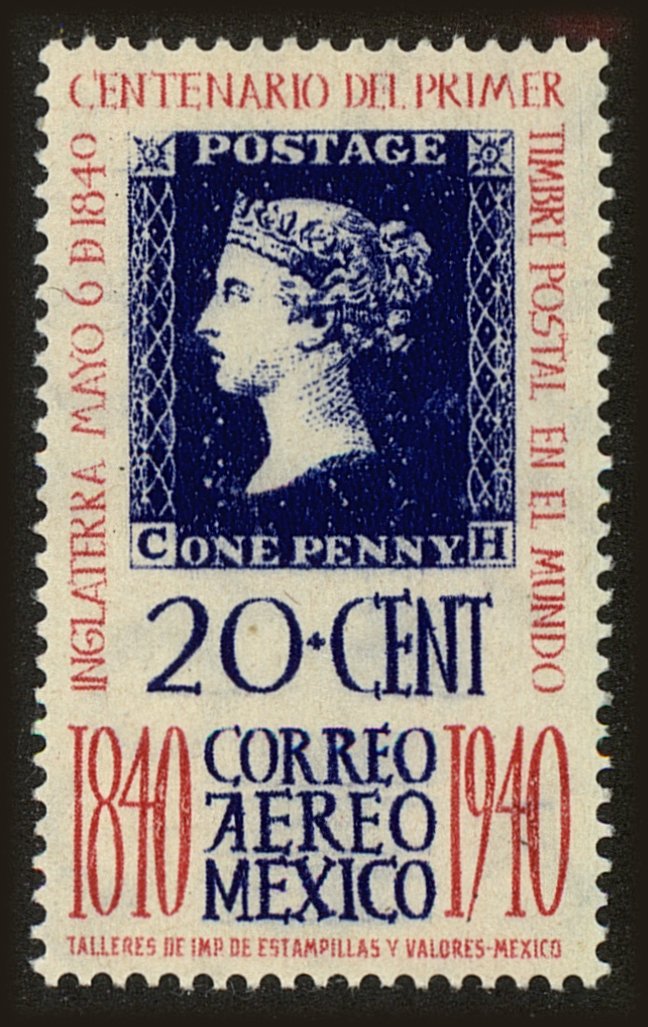 CENTENARIO DEL PRIMER
TIMBRE POSTAL EN EL MUNDO
INGLATERRA MAYO 6 D 1840
POSTAGE
C ONE PENNY. H
20 CENT
1840 1940
CORREO
AEREO
MEXICO
TALLERES DE IMP. DE ESTAMPILLAS Y VALORES-MEXICO